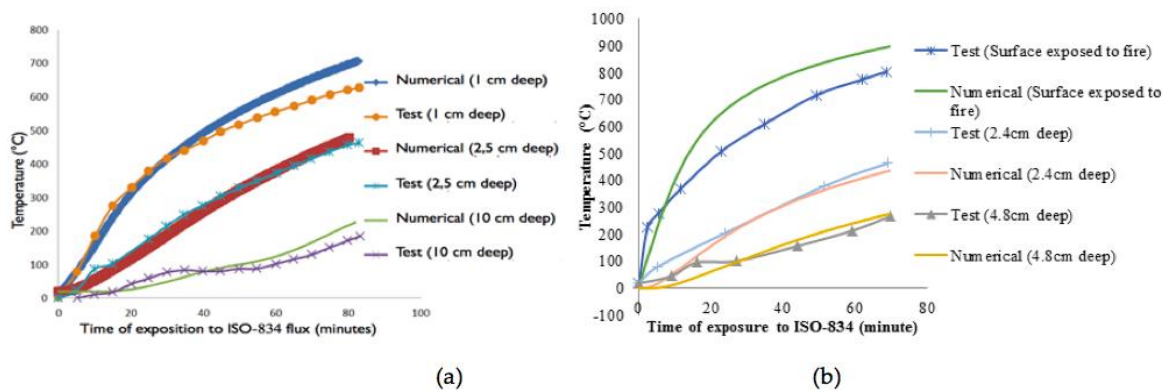 800
700
600
500
400
300
200
100
0
Temperature (°C)
0 20 40 60 80 100
Time of exposition to ISO-834 flux (minutes)
Numerical (1 cm deep)
Test (1 cm deep)
Numerical (2,5 cm deep)
Test (2,5 cm deep)
Numerical (10 cm deep)
Test (10 cm deep)
(a)
1000
900
800
700
600
500
400
300
200
100
0
-100
Temperature (°C)
0 20 40 60 80
Time of exposure to ISO-834 (minute)
Test (Surface exposed to fire)
Numerical (Surface exposed to
fire)
Test (2.4cm deep)
Numerical (2.4cm deep)
Test (4.8cm deep)
Numerical (4.8cm deep)
(b)